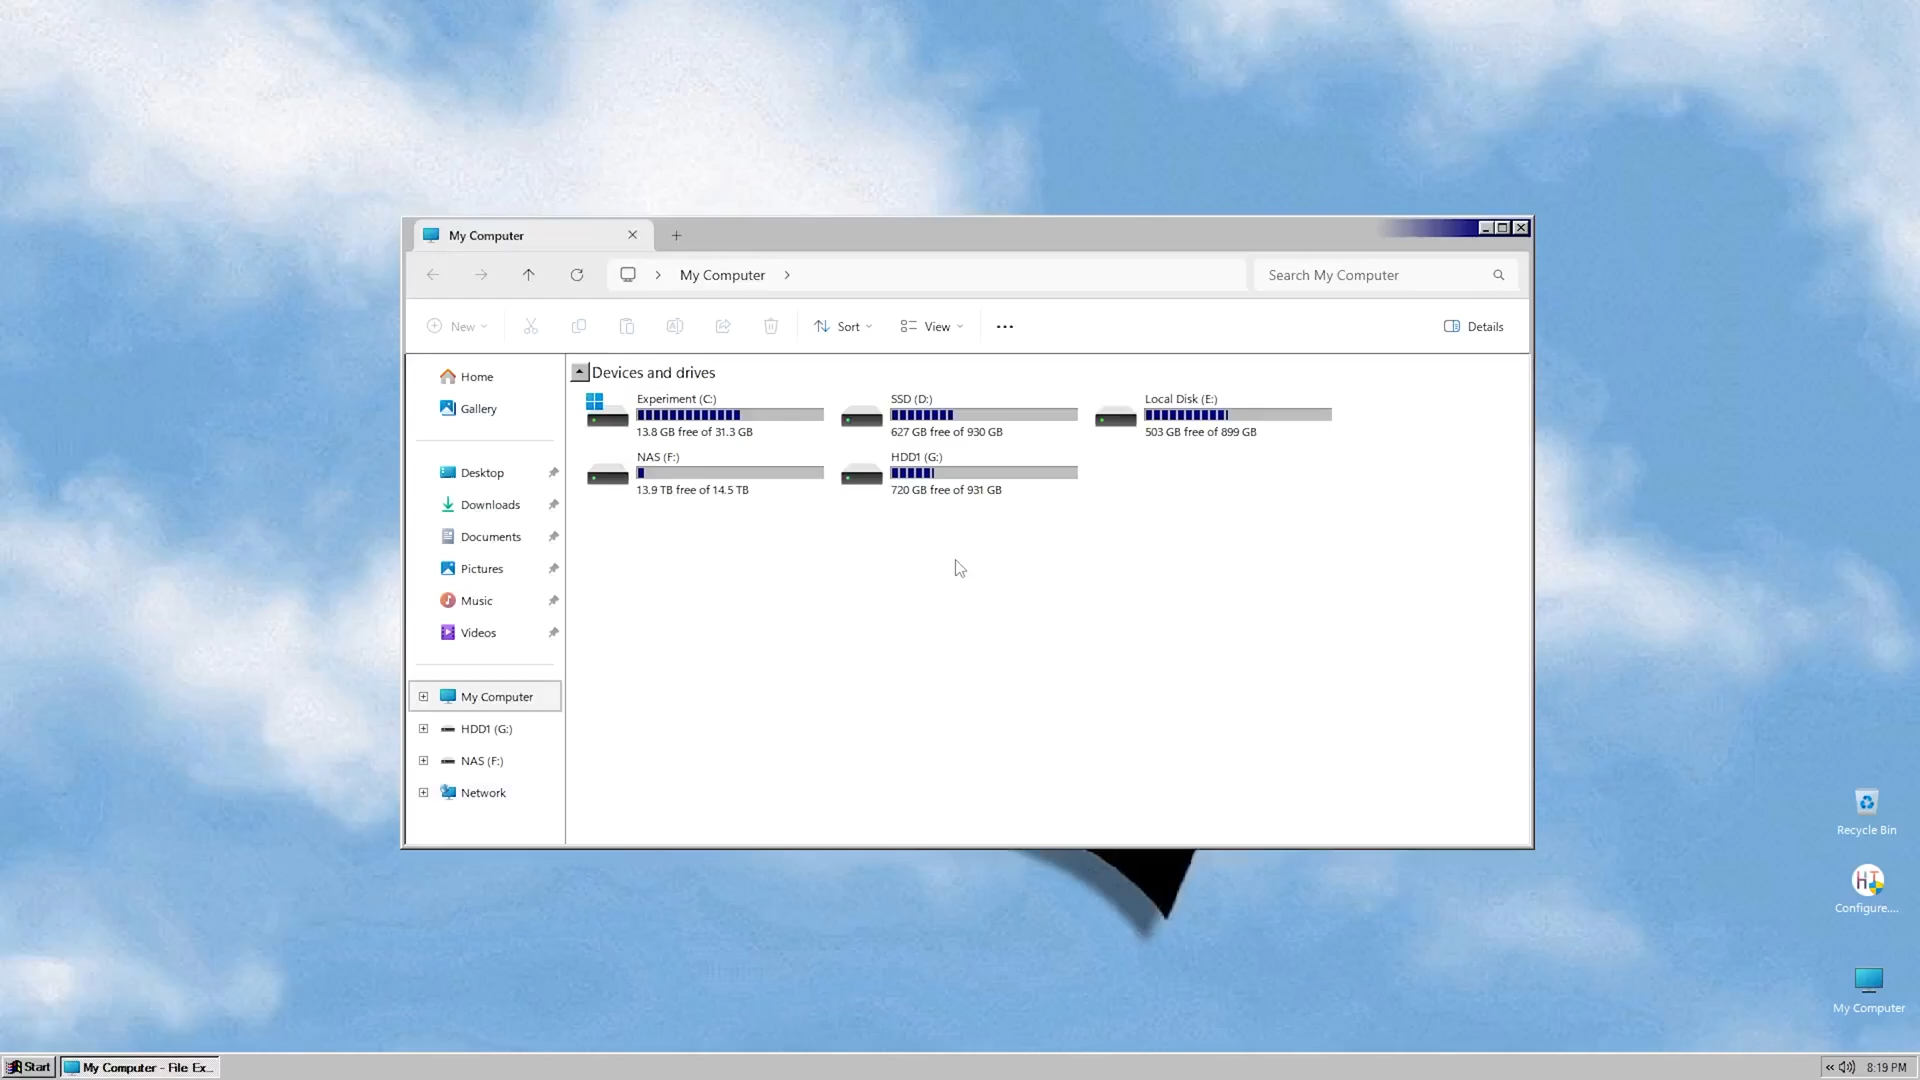 My Computer
My Computer
Search My Computer
New
Sort
View
Details
Home
Gallery
Desktop
Downloads
Documents
Pictures
Music
Videos
My Computer
HDD1 (G:)
NAS (F:)
Network
Devices and drives
Experiment (C:)
13.8 GB free of 31.3 GB
SSD (D:)
627 GB free of 930 GB
Local Disk (E:)
503 GB free of 899 GB
NAS (F:)
13.9 TB free of 14.5 TB
HDD1 (G:)
720 GB free of 931 GB
Recycle Bin
HT
Configure....
My Computer
Start
My Computer - File Ex...
8:19 PM